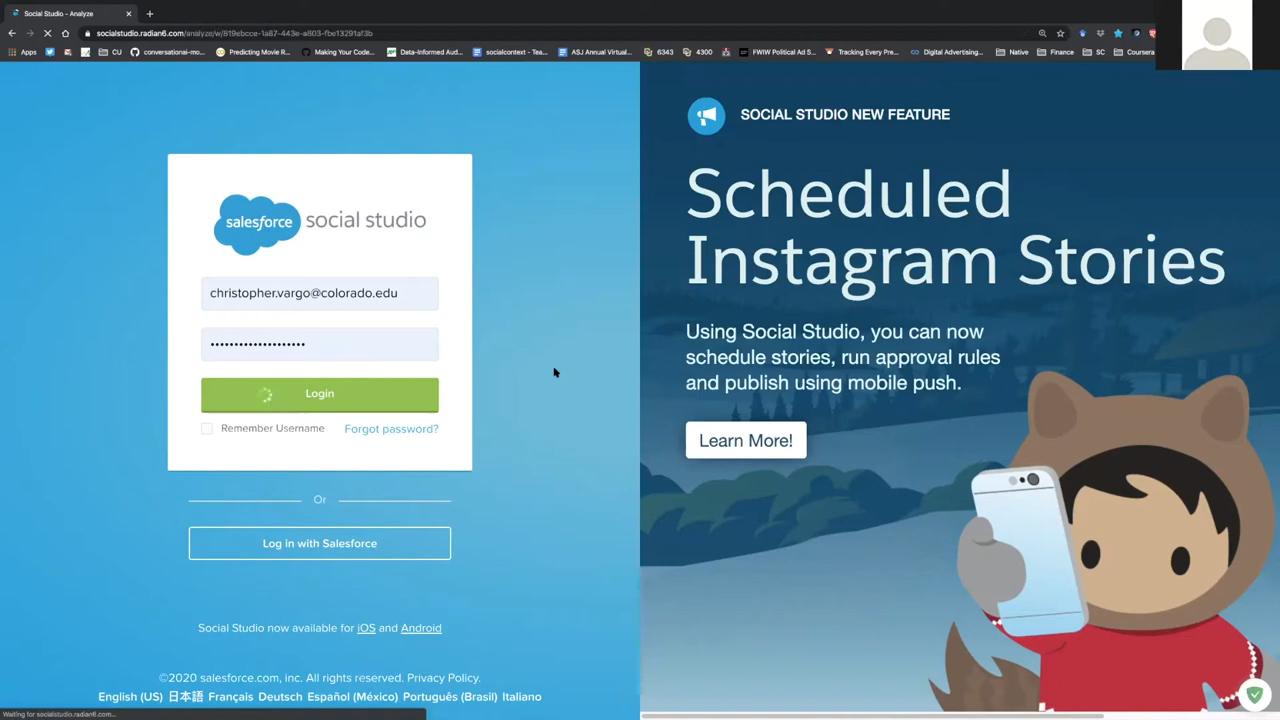 Social Studio - Analyze
socialstudio.radian6.com/analyze/w/819ebcce-1a87-443e-a803-fbe13291af3b
Apps
CU
conversational-mo...
Predicting Movie R...
Making Your Code...
Data-Informed Aud...
socialcontext - Tea...
ASJ Annual Virtual...
6343
4300
FWIW Political Ad S...
Tracking Every Pre...
Digital Advertising...
Native
Finance
SC
Coursera
salesforce social studio
christopher.vargo@colorado.edu
••••••••••••••••••••
Login
Remember Username
Forgot password?
Or
Log in with Salesforce
Social Studio now available for iOS and Android
©2020 salesforce.com, inc. All rights reserved. Privacy Policy.
English (US) 日本語 Français Deutsch Español (México) Português (Brasil) Italiano
Waiting for socialstudio.radian6.com...
SOCIAL STUDIO NEW FEATURE
Scheduled
Instagram Stories
Using Social Studio, you can now
schedule stories, run approval rules
and publish using mobile push.
Learn More!